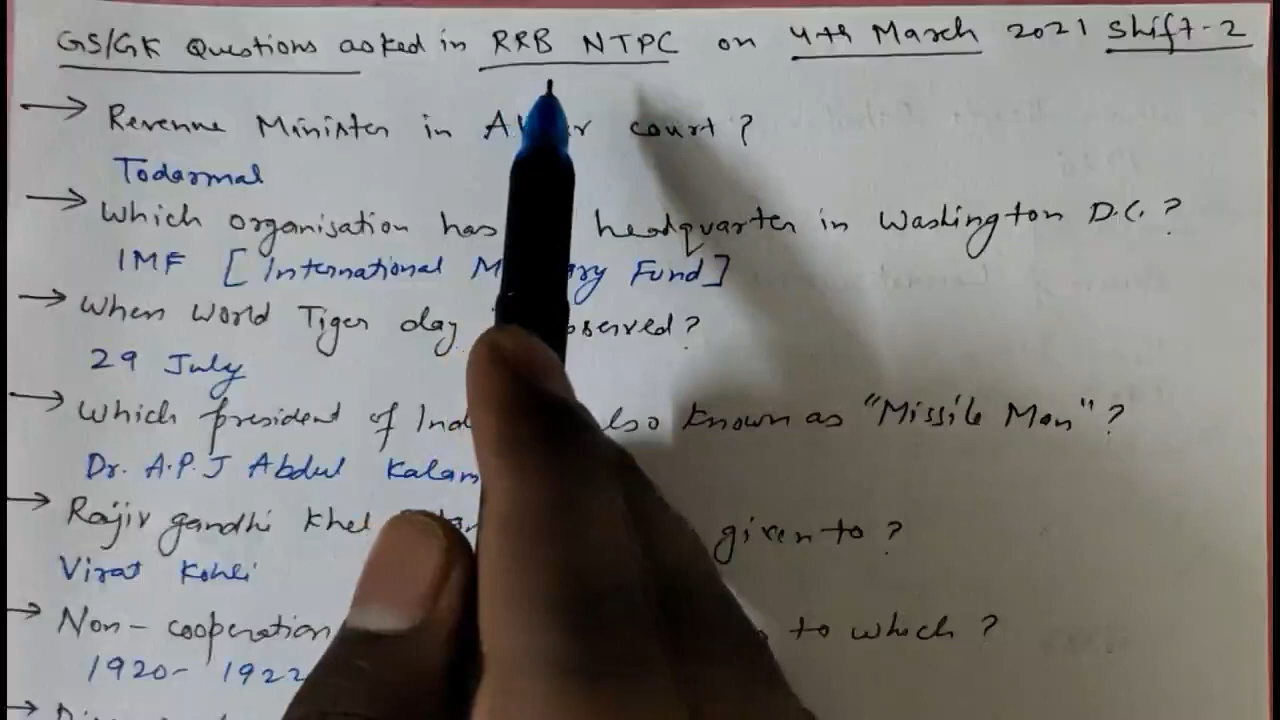 GS/GK Questions asked in RRB NTPC on 4th March 2021 Shift-2
→ Revenue Minister in court?
Todarmal
→ Which organisation has headquarter in Washington D.C.?
IMF [International Fund]
→ When World Tiger day observed?
29 July
→ Which president of known as "Missile Man"?
Dr. A.P.J Abdul Kalam
→ Rajiv gandhi Khel given to?
Virat Kohli
→ Non-cooperation to which?
1920-1922
→